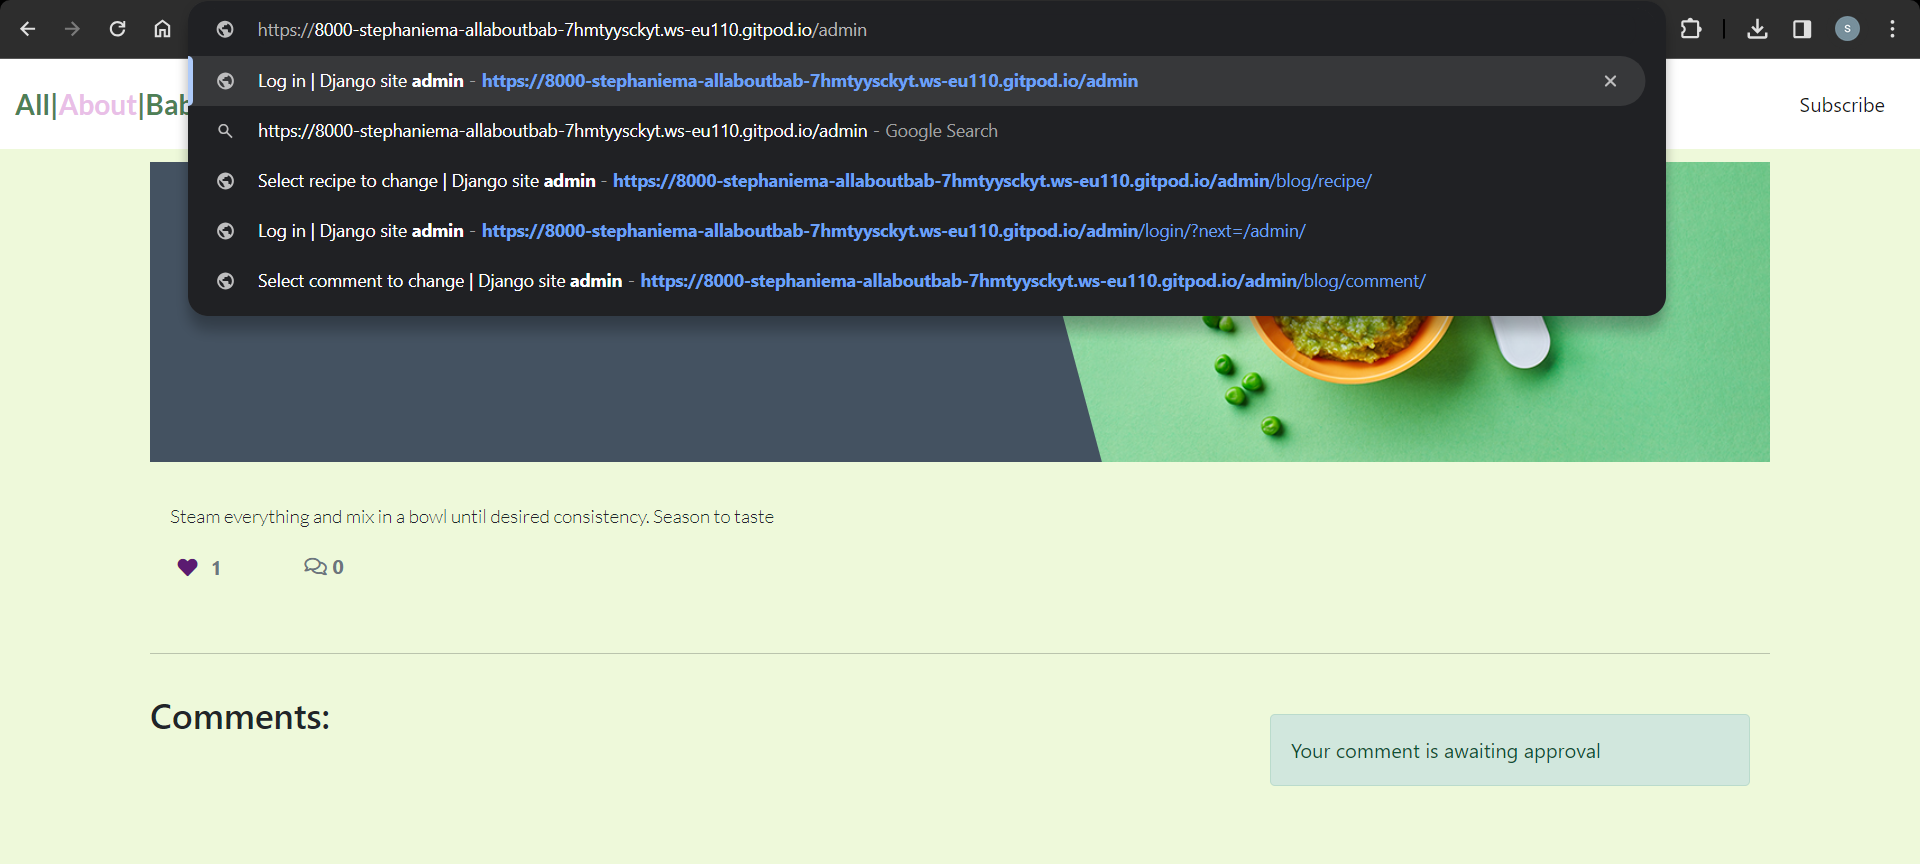 https://8000-stephaniema-allaboutbab-7hmtyysckyt.ws-eu110.gitpod.io/admin
S
Log in | Django site admin - https://8000-stephaniema-allaboutbab-7hmtyysckyt.ws-eu110.gitpod.io/admin
All|About|Bab
Subscribe
https://8000-stephaniema-allaboutbab-7hmtyysckyt.ws-eu110.gitpod.io/admin - Google Search
Select recipe to change | Django site admin - https://8000-stephaniema-allaboutbab-7hmtyysckyt.ws-eu110.gitpod.io/admin/blog/recipe/
Log in | Django site admin - https://8000-stephaniema-allaboutbab-7hmtyysckyt.ws-eu110.gitpod.io/admin/login/?next=/admin/
Select comment to change | Django site admin - https://8000-stephaniema-allaboutbab-7hmtyysckyt.ws-eu110.gitpod.io/admin/blog/comment/
Steam everything and mix in a bowl until desired consistency. Season to taste
1 0
Comments:
Your comment is awaiting approval